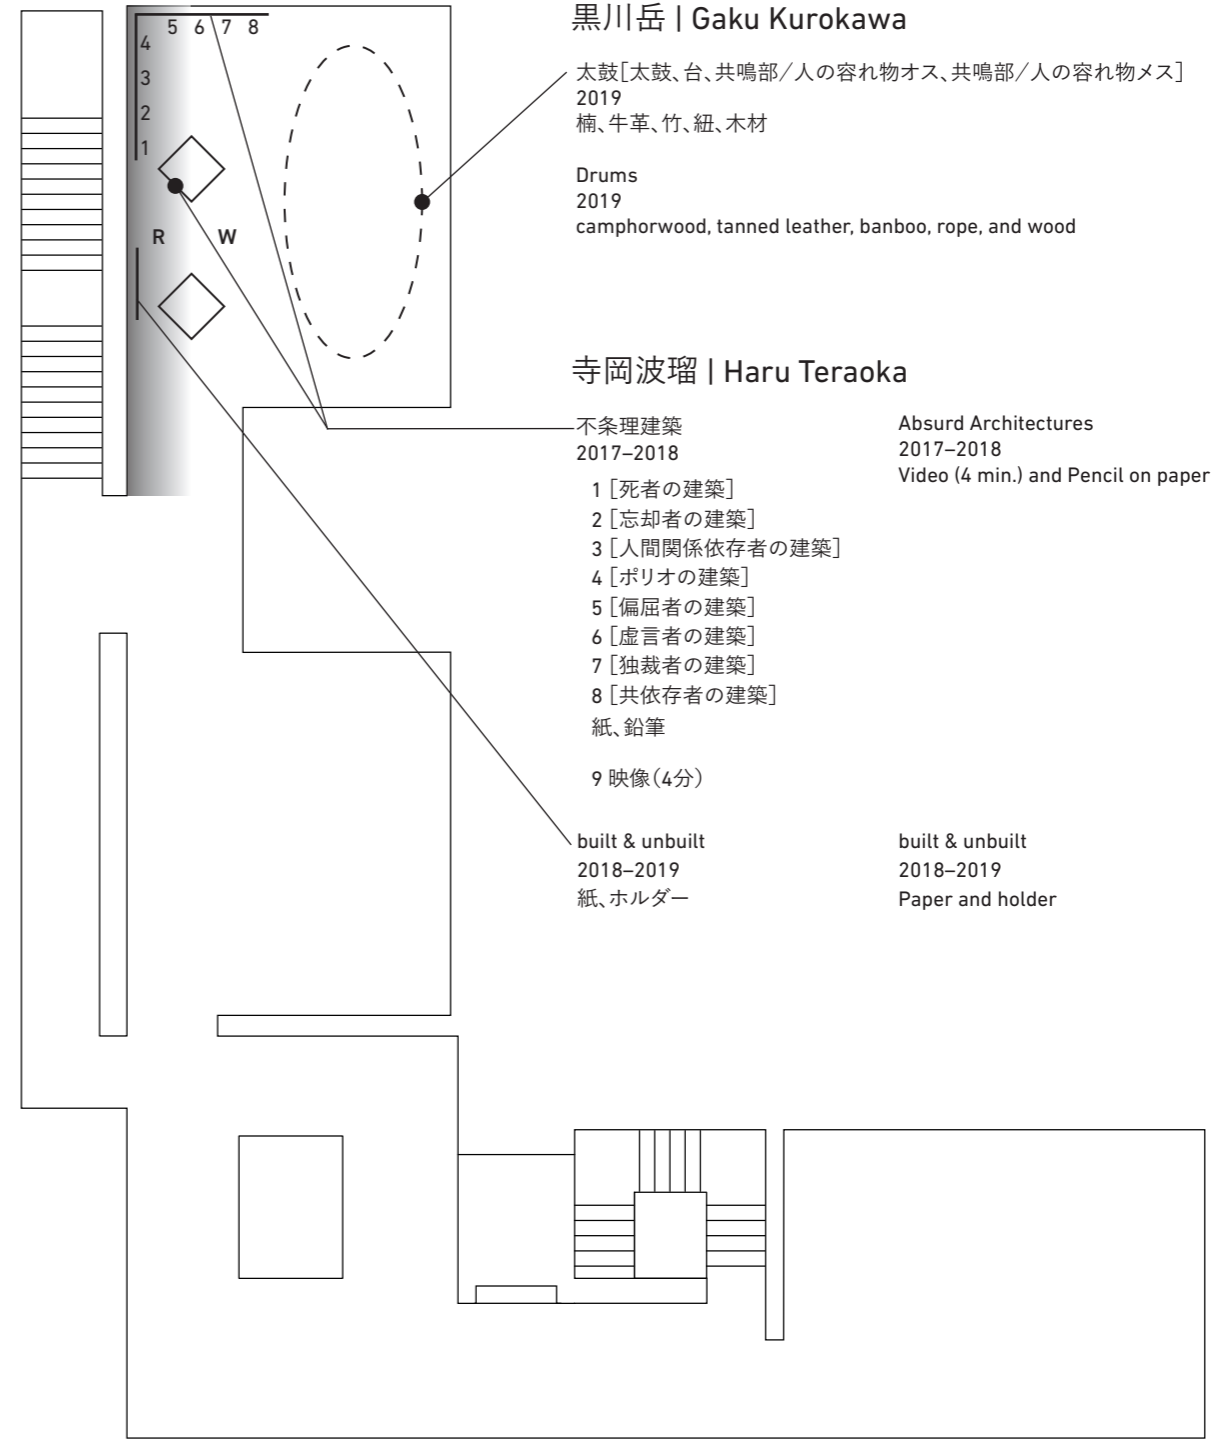 5 6 7 8
4
3
2
1
R W
黒川岳 | Gaku Kurokawa
太鼓[太鼓、台、共鳴部/人の容れ物オス、共鳴部/人の容れ物メス]
2019
楠、牛革、竹、紐、木材
Drums
2019
camphorwood, tanned leather, banboo, rope, and wood
寺岡波瑠 | Haru Teraoka
不条理建築
2017–2018
1 [死者の建築]
2 [忘却者の建築]
3 [人間関係依存者の建築]
4 [ポリオの建築]
5 [偏屈者の建築]
6 [虚言者の建築]
7 [独裁者の建築]
8 [共依存者の建築]
紙、鉛筆
9 映像(4分)
Absurd Architectures
2017–2018
Video (4 min.) and Pencil on paper
built & unbuilt
2018–2019
紙、ホルダー
built & unbuilt
2018–2019
Paper and holder